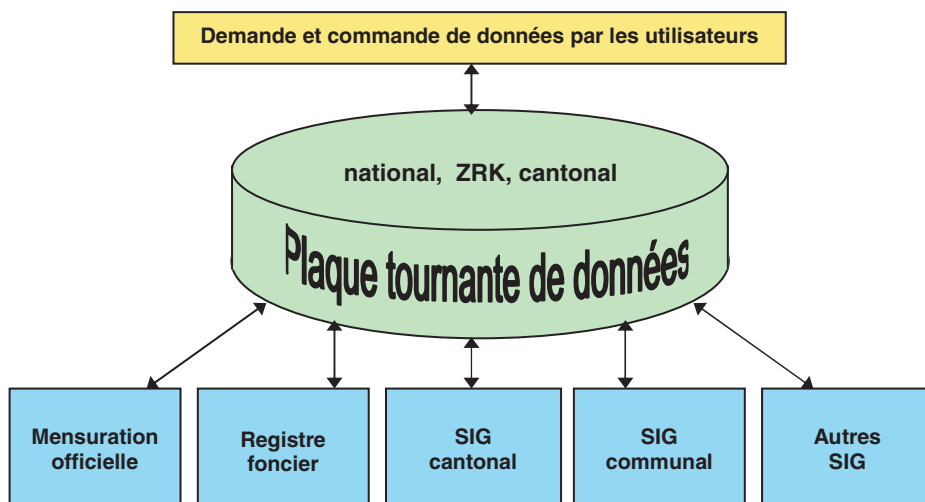 Demande et commande de données par les utilisateurs
national, ZRK, cantonal
Plaque tournante de données
Mensuration
officielle
Registre
foncier
SIG
cantonal
SIG
communal
Autres
SIG